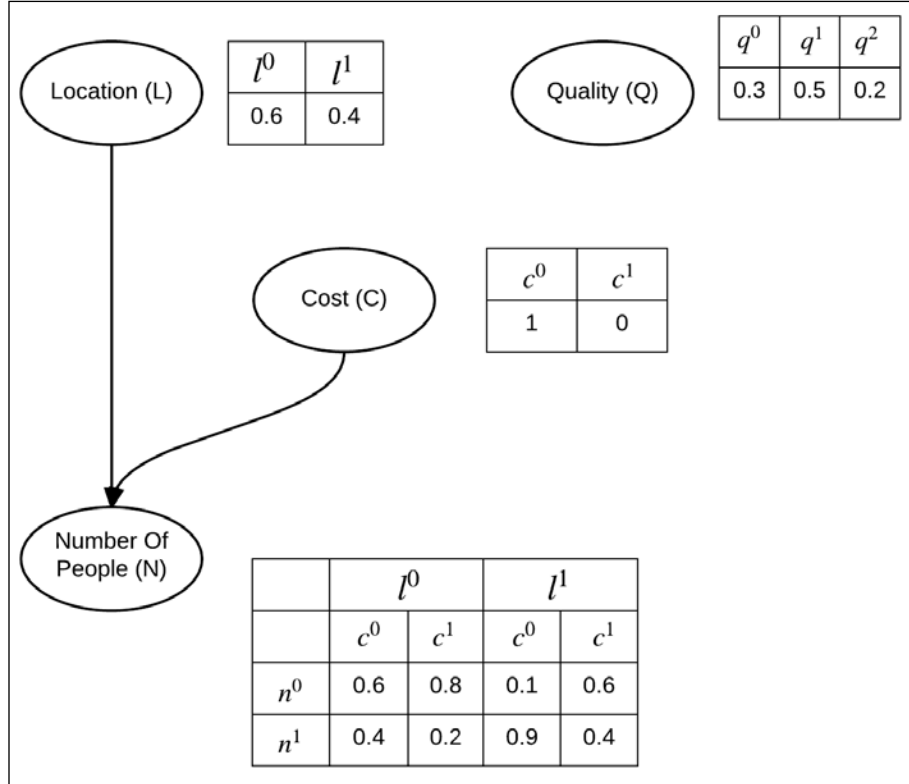 Location (L)
l⁰ l¹
0.6 0.4
Quality (Q)
q⁰ q¹ q²
0.3 0.5 0.2
Cost (C)
c⁰ c¹
1 0
Number Of
People (N)
l⁰ l¹
c⁰ c¹ c⁰ c¹
n⁰ 0.6 0.8 0.1 0.6
n¹ 0.4 0.2 0.9 0.4